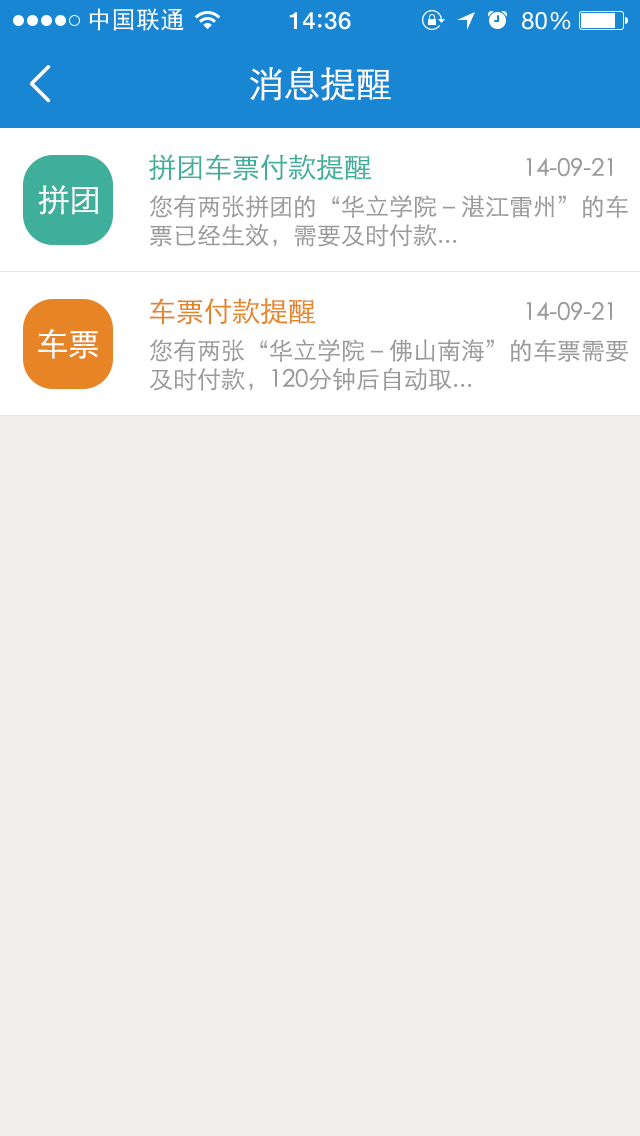 中国联通 14:36 80%
消息提醒
拼团
拼团车票付款提醒 14-09-21
您有两张拼团的“华立学院–湛江雷州”的车
票已经生效，需要及时付款...
车票
车票付款提醒 14-09-21
您有两张“华立学院–佛山南海”的车票需要
及时付款，120分钟后自动取...